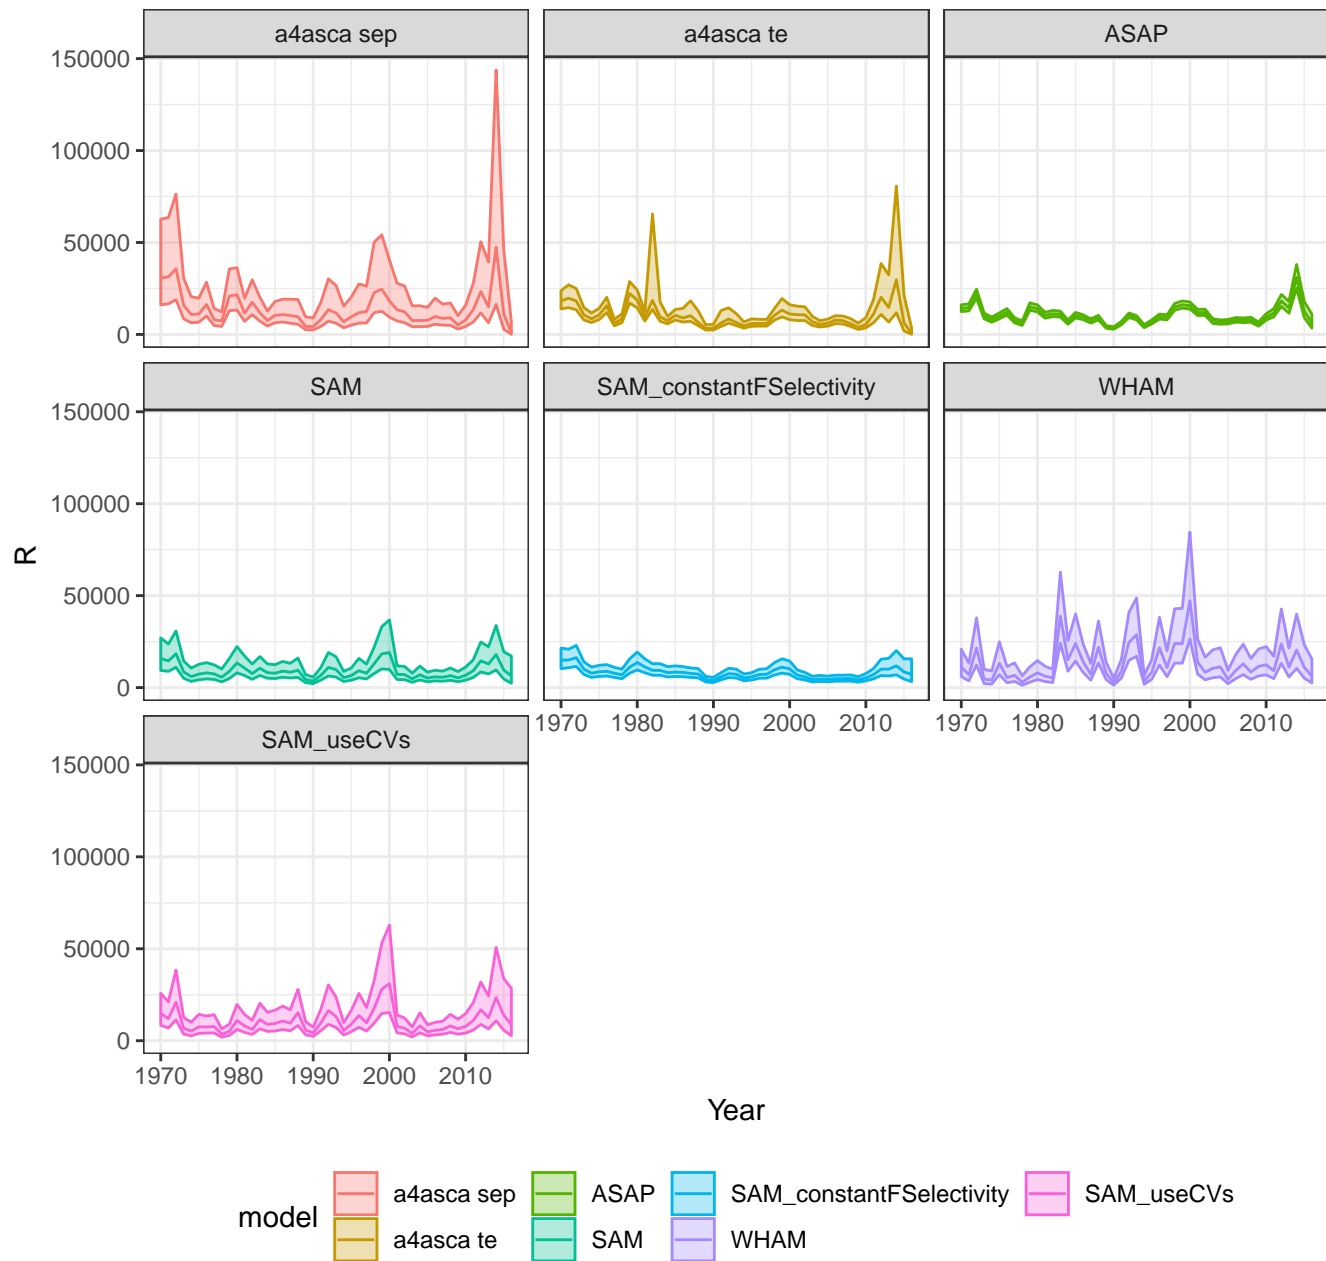 a4asca sep a4asca te ASAP
150000
100000
50000
0
SAM SAM_constantFSelectivity WHAM
150000
100000
50000
0
1970 1980 1990 2000 2010 1970 1980 1990 2000 2010
SAM_useCVs
150000
100000
50000
0
1970 1980 1990 2000 2010
R
Year
model
a4asca sep ASAP SAM_constantFSelectivity SAM_useCVs
a4asca te SAM WHAM